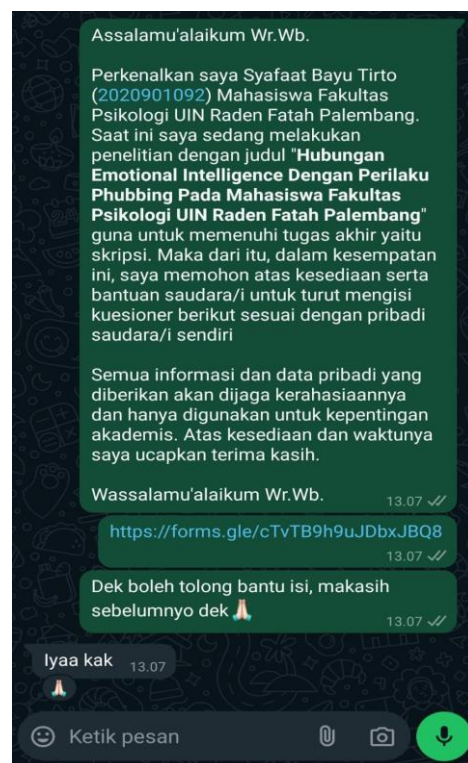 Assalamu'alaikum Wr.Wb.
Perkenalkan saya Syafaat Bayu Tirto
(2020901092) Mahasiswa Fakultas
Psikologi UIN Raden Fatah Palembang.
Saat ini saya sedang melakukan
penelitian dengan judul "Hubungan
Emotional Intelligence Dengan Perilaku
Phubbing Pada Mahasiswa Fakultas
Psikologi UIN Raden Fatah Palembang"
guna untuk memenuhi tugas akhir yaitu
skripsi. Maka dari itu, dalam kesempatan
ini, saya memohon atas kesediaan serta
bantuan saudara/i untuk turut mengisi
kuesioner berikut sesuai dengan pribadi
saudara/i sendiri
Semua informasi dan data pribadi yang
diberikan akan dijaga kerahasiaannya
dan hanya digunakan untuk kepentingan
akademis. Atas kesediaan dan waktunya
saya ucapkan terima kasih.
Wassalamu'alaikum Wr.Wb.
13.07
https://forms.gle/cTvTB9h9uJDbxJBQ8
13.07
Dek boleh tolong bantu isi, makasih
sebelumnyo dek 🙏🏻
13.07
Iyaa kak 13.07
🙏🏻
Ketik pesan